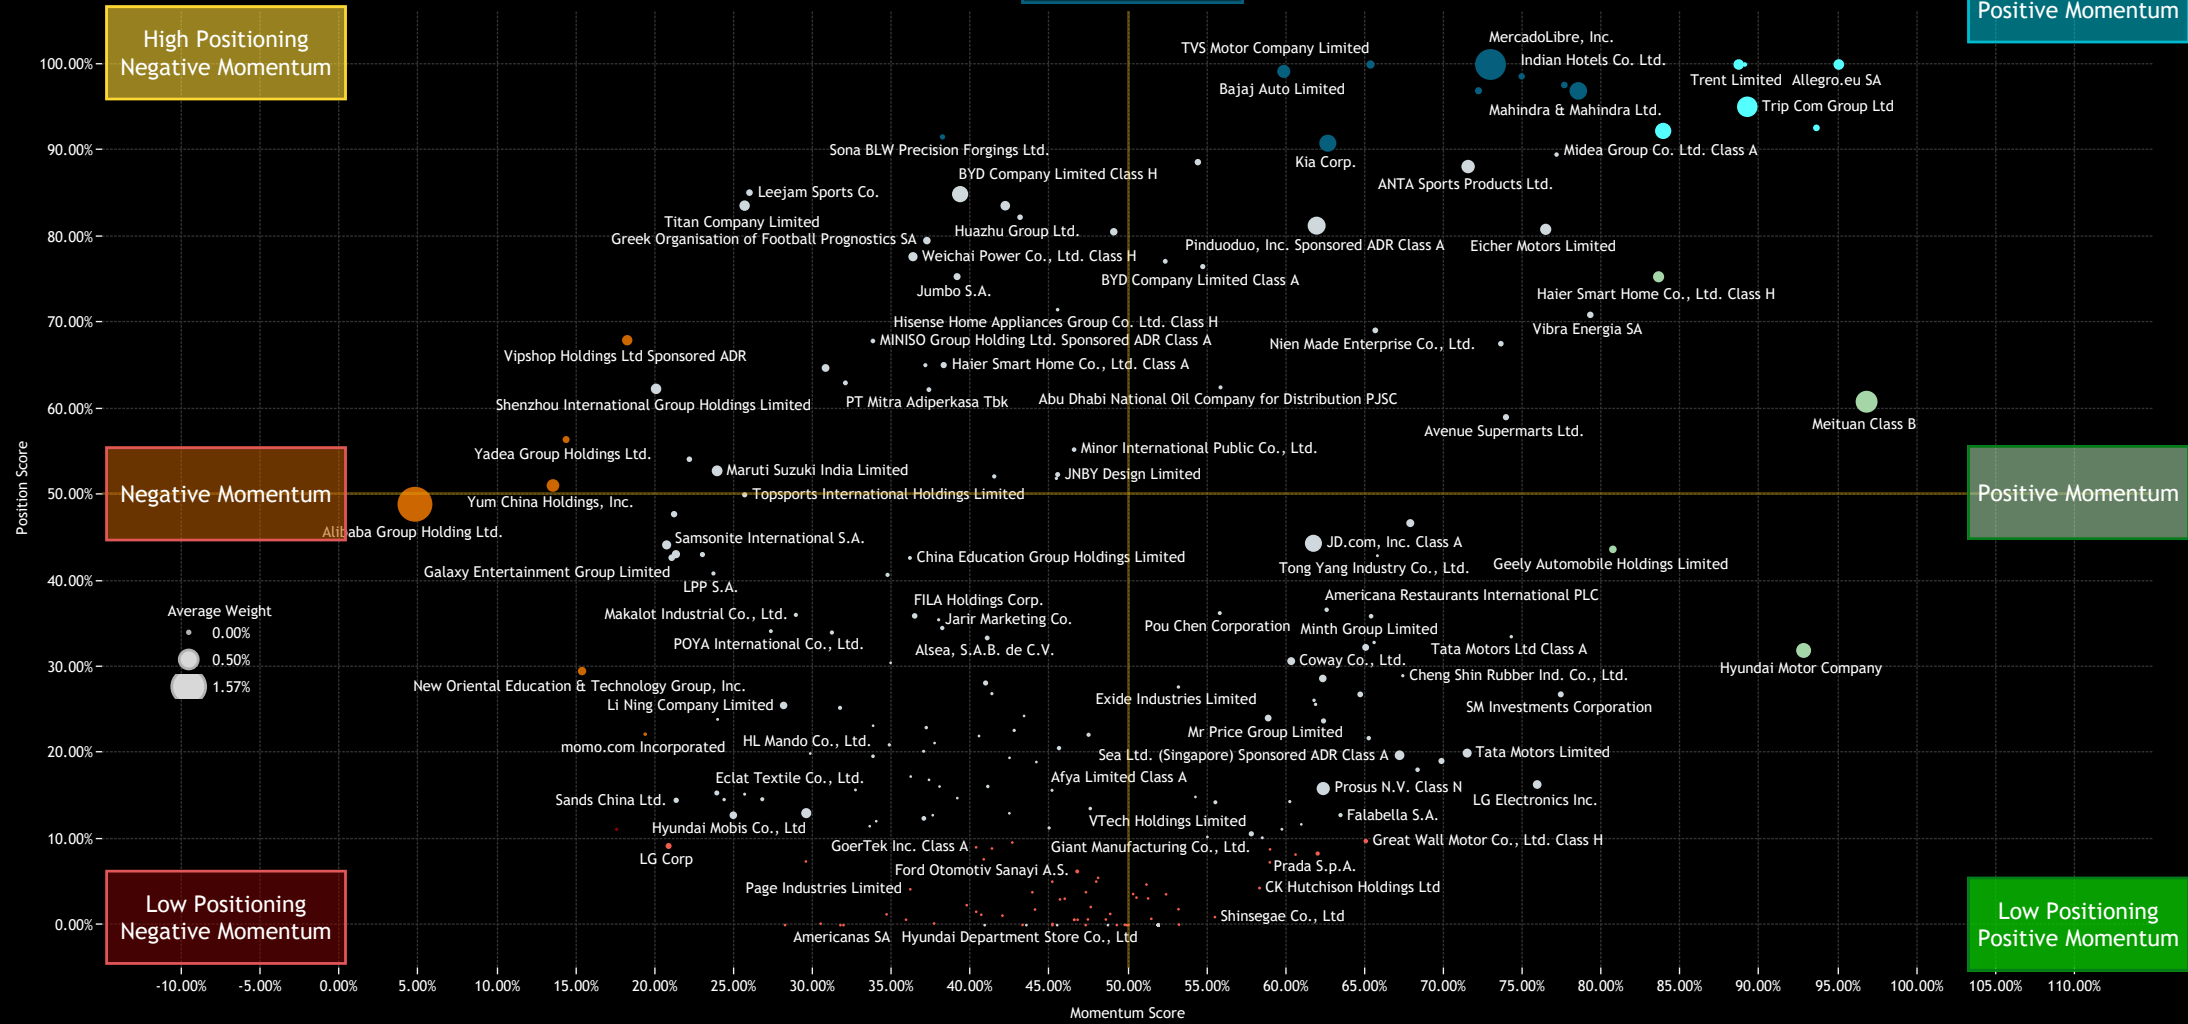 High Positioning
Negative Momentum
Positive Momentum
MercadoLibre, Inc.
TVS Motor Company Limited
Indian Hotels Co. Ltd.
100.00%
Trent Limited
Allegro.eu SA
Bajaj Auto Limited
Mahindra & Mahindra Ltd.
Trip Com Group Ltd
90.00%
Sona BLW Precision Forgings Ltd.
Midea Group Co. Ltd. Class A
Kia Corp.
BYD Company Limited Class H
ANTA Sports Products Ltd.
Leejam Sports Co.
Titan Company Limited
80.00%
Greek Organisation of Football Prognostics SA
Huazhu Group Ltd.
Pinduoduo, Inc. Sponsored ADR Class A
Eicher Motors Limited
Weichai Power Co., Ltd. Class H
BYD Company Limited Class A
Jumbo S.A.
Haier Smart Home Co., Ltd. Class H
70.00%
Hisense Home Appliances Group Co. Ltd. Class H
Vibra Energia SA
MINISO Group Holding Ltd. Sponsored ADR Class A
Nien Made Enterprise Co., Ltd.
Vipshop Holdings Ltd Sponsored ADR
Haier Smart Home Co., Ltd. Class A
60.00%
Shenzhou International Group Holdings Limited
PT Mitra Adiperkasa Tbk
Abu Dhabi National Oil Company for Distribution PJSC
Meituan Class B
Avenue Supermarts Ltd.
Yadea Group Holdings Ltd.
Minor International Public Co., Ltd.
Maruti Suzuki India Limited
JNBY Design Limited
Position Score
50.00%
Negative Momentum
Topsports International Holdings Limited
Positive Momentum
Yum China Holdings, Inc.
Alibaba Group Holding Ltd.
Samsonite International S.A.
JD.com, Inc. Class A
China Education Group Holdings Limited
Geely Automobile Holdings Limited
Galaxy Entertainment Group Limited
Tong Yang Industry Co., Ltd.
40.00%
LPP S.A.
Americana Restaurants International PLC
FILA Holdings Corp.
Average Weight
Makalot Industrial Co., Ltd.
Jarir Marketing Co.
0.00%
Pou Chen Corporation
Minth Group Limited
POYA International Co., Ltd.
Alsea, S.A.B. de C.V.
Tata Motors Ltd Class A
0.50%
30.00%
Coway Co., Ltd.
Hyundai Motor Company
1.57%
New Oriental Education & Technology Group, Inc.
Cheng Shin Rubber Ind. Co., Ltd.
Li Ning Company Limited
Exide Industries Limited
SM Investments Corporation
Mr Price Group Limited
momo.com Incorporated
HL Mando Co., Ltd.
20.00%
Sea Ltd. (Singapore) Sponsored ADR Class A
Tata Motors Limited
Eclat Textile Co., Ltd.
Afya Limited Class A
Prosus N.V. Class N
Sands China Ltd.
LG Electronics Inc.
Falabella S.A.
Hyundai Mobis Co., Ltd
VTech Holdings Limited
10.00%
GoerTek Inc. Class A
Giant Manufacturing Co., Ltd.
Great Wall Motor Co., Ltd. Class H
LG Corp
Prada S.p.A.
Ford Otomotiv Sanayi A.S.
Page Industries Limited
CK Hutchison Holdings Ltd
Low Positioning
Negative Momentum
Shinsegae Co., Ltd
Low Positioning
Positive Momentum
0.00%
Americanas SA
Hyundai Department Store Co., Ltd
-10.00% -5.00% 0.00% 5.00% 10.00% 15.00% 20.00% 25.00% 30.00% 35.00% 40.00% 45.00% 50.00% 55.00% 60.00% 65.00% 70.00% 75.00% 80.00% 85.00% 90.00% 95.00% 100.00% 105.00% 110.00%
Momentum Score